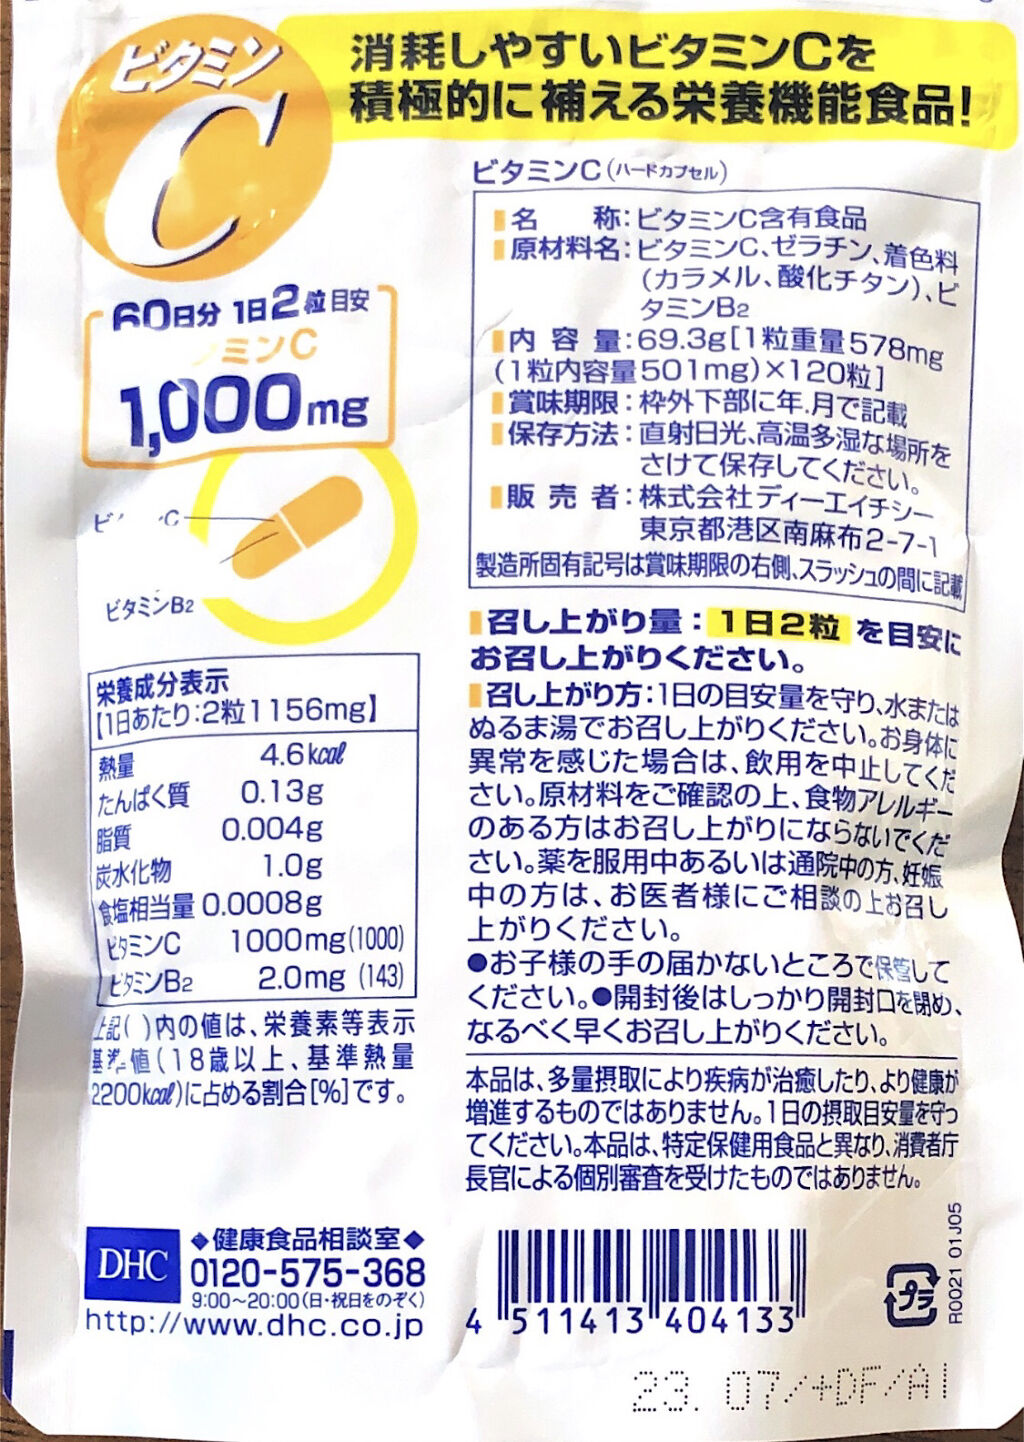 ビタミン
C
消耗しやすいビタミンCを
積極的に補える栄養機能食品!
60日分 1日2粒目安
ミンC
1,000mg
ビタミンB2
栄養成分表示
【1日あたり:2粒1156mg】
熱量 4.6kcal
たんぱく質 0.13g
脂質 0.004g
炭水化物 1.0g
食塩相当量 0.0008g
ビタミンC 1000mg(1000)
ビタミンB2 2.0mg (143)
上記( )内の値は、栄養素等表示
基準値(18歳以上、基準熱量
2200kcal)に占める割合[%]です。
ビタミンC(ハードカプセル)
名 称:ビタミンC含有食品
原材料名:ビタミンC、ゼラチン、着色料
(カラメル、酸化チタン)、ビ
タミンB2
内容量:69.3g[1粒重量578mg
(1粒内容量501mg)×120粒]
賞味期限:枠外下部に年.月で記載
保存方法:直射日光、高温多湿な場所を
さけて保存してください。
販売者:株式会社ディーエイチシー
東京都港区南麻布2-7-1
製造所固有記号は賞味期限の右側、スラッシュの間に記載
召し上がり量:1日2粒を目安に
お召し上がりください。
召し上がり方:1日の目安量を守り、水または
ぬるま湯でお召し上がりください。お身体に
異常を感じた場合は、飲用を中止してくだ
さい。原材料をご確認の上、食物アレルギー
のある方はお召し上がりにならないでくだ
さい。薬を服用中あるいは通院中の方、妊娠
中の方は、お医者様にご相談の上お召し
上がりください。
●お子様の手の届かないところで保管して
ください。●開封後はしっかり開封口を閉め、
なるべく早くお召し上がりください。
本品は、多量摂取により疾病が治癒したり、より健康が
増進するものではありません。1日の摂取目安量を守っ
てください。本品は、特定保健用食品と異なり、消費者庁
長官による個別審査を受けたものではありません。
DHC
◆健康食品相談室◆
0120-575-368
9:00~20:00(日・祝日をのぞく)
http://www.dhc.co.jp
4 511413 404133
プラ
R0021 01J05
23. 07/+DF/A1